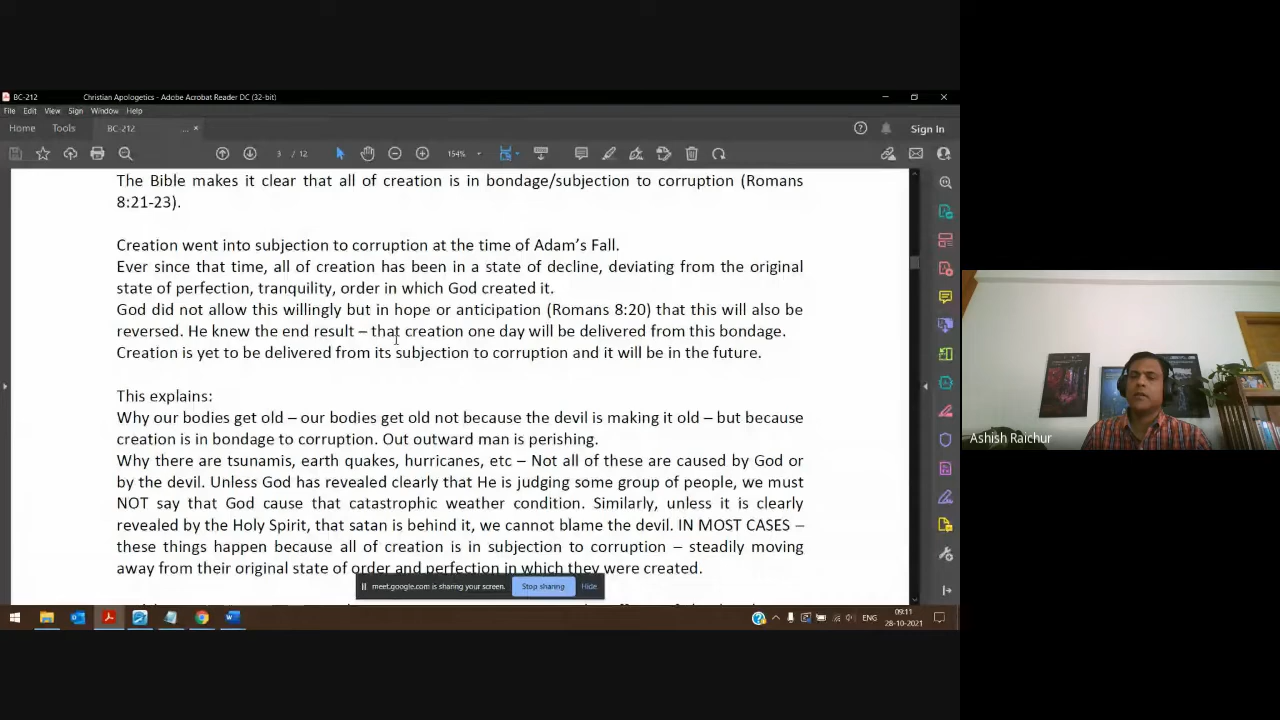 BC-212 Christian Apologetics - Adobe Acrobat Reader DC (32-bit)
File Edit View Sign Window Help
Home Tools BC-212 ... × Sign In
3 / 12 154%
The Bible makes it clear that all of creation is in bondage/subjection to corruption (Romans
8:21-23).
Creation went into subjection to corruption at the time of Adam's Fall.
Ever since that time, all of creation has been in a state of decline, deviating from the original
state of perfection, tranquility, order in which God created it.
God did not allow this willingly but in hope or anticipation (Romans 8:20) that this will also be
reversed. He knew the end result – that creation one day will be delivered from this bondage.
Creation is yet to be delivered from its subjection to corruption and it will be in the future.
This explains:
Why our bodies get old – our bodies get old not because the devil is making it old – but because
creation is in bondage to corruption. Out outward man is perishing.
Why there are tsunamis, earth quakes, hurricanes, etc – Not all of these are caused by God or
by the devil. Unless God has revealed clearly that He is judging some group of people, we must
NOT say that God cause that catastrophic weather condition. Similarly, unless it is clearly
revealed by the Holy Spirit, that satan is behind it, we cannot blame the devil. IN MOST CASES –
these things happen because all of creation is in subjection to corruption – steadily moving
away from their original state of order and perfection in which they were created.
meet.google.com is sharing your screen. Stop sharing Hide
ENG 09:11
28-10-2021
Ashish Raichur